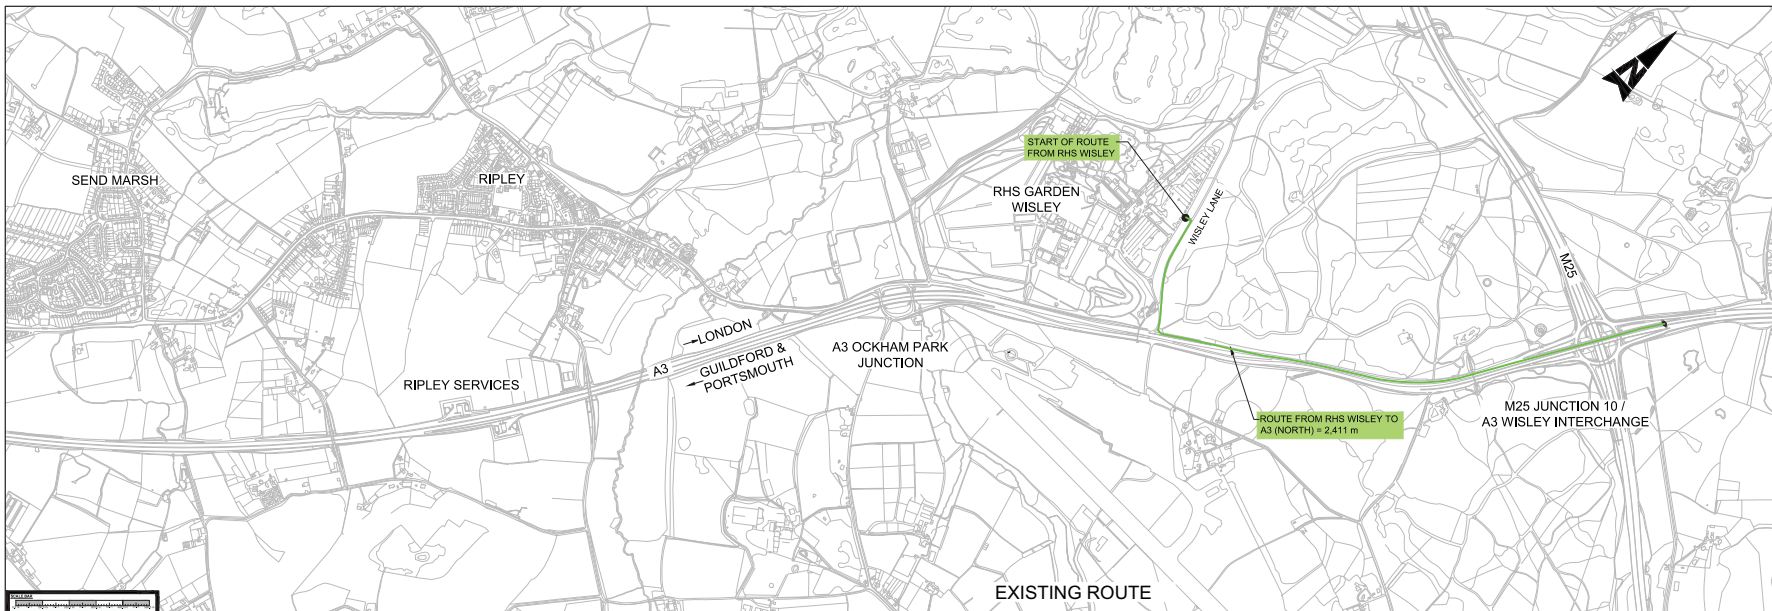 N
START OF ROUTE
FROM RHS WISLEY
SEND MARSH
RIPLEY
RHS GARDEN
WISLEY
WISLEY LANE
M25
LONDON
A3
GUILDFORD &
PORTSMOUTH
A3 OCKHAM PARK
JUNCTION
RIPLEY SERVICES
ROUTE FROM RHS WISLEY TO
A3 (NORTH) = 2,411 m
M25 JUNCTION 10 /
A3 WISLEY INTERCHANGE
EXISTING ROUTE
SCALE BAR